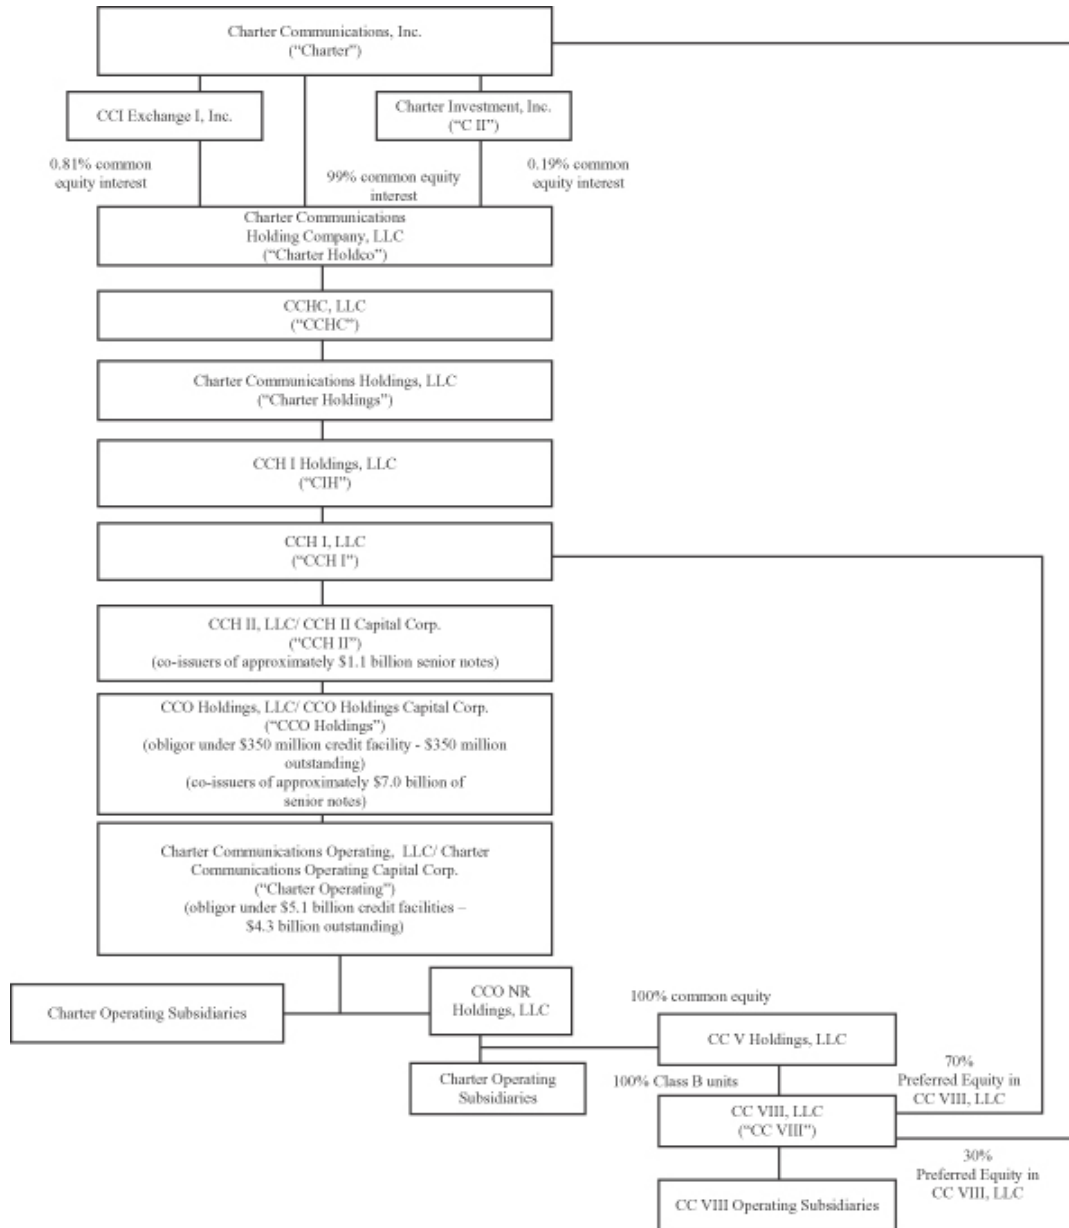 Charter Communications, Inc.
(“Charter”)
CCI Exchange I, Inc.
Charter Investment, Inc.
(“C II”)
0.81% common
equity interest
99% common equity
interest
0.19% common
equity interest
Charter Communications
Holding Company, LLC
(“Charter Holdco”)
CCHC, LLC
(“CCHC”)
Charter Communications Holdings, LLC
(“Charter Holdings”)
CCH I Holdings, LLC
(“CIH”)
CCH I, LLC
(“CCH I”)
CCH II, LLC/ CCH II Capital Corp.
(“CCH II”)
(co-issuers of approximately $1.1 billion senior notes)
CCO Holdings, LLC/ CCO Holdings Capital Corp.
(“CCO Holdings”)
(obligor under $350 million credit facility - $350 million
outstanding)
(co-issuers of approximately $7.0 billion of
senior notes)
Charter Communications Operating, LLC/ Charter
Communications Operating Capital Corp.
(“Charter Operating”)
(obligor under $5.1 billion credit facilities –
$4.3 billion outstanding)
Charter Operating Subsidiaries
CCO NR
Holdings, LLC
100% common equity
CC V Holdings, LLC
Charter Operating
Subsidiaries
100% Class B units
70%
Preferred Equity in
CC VIII, LLC
CC VIII, LLC
(“CC VIII”)
30%
Preferred Equity in
CC VIII, LLC
CC VIII Operating Subsidiaries